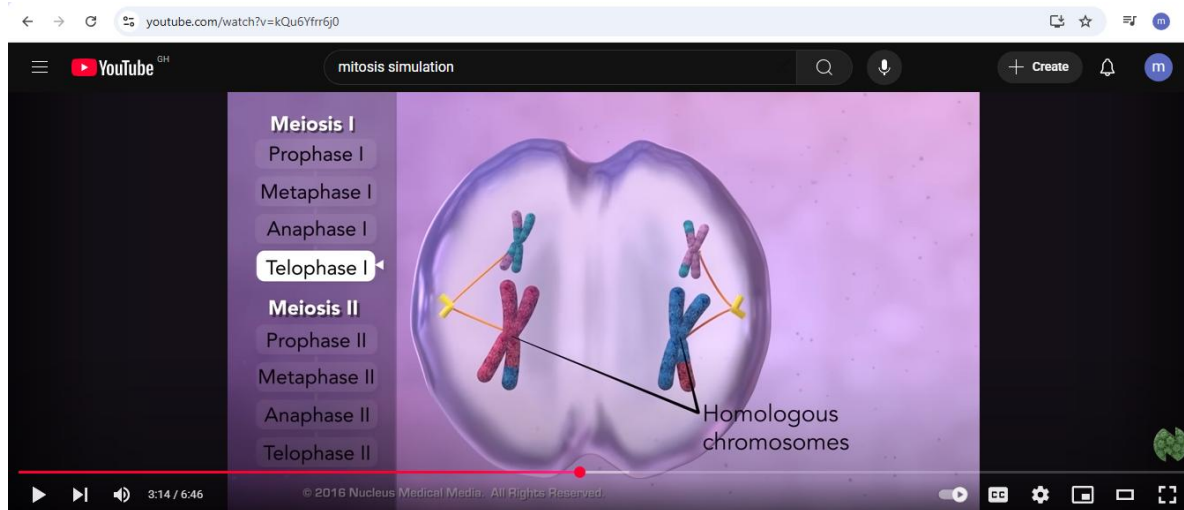 youtube.com/watch?v=kQu6Yfrr6j0
m
YouTube GH
mitosis simulation
Create
m
Meiosis I
Prophase I
Metaphase I
Anaphase I
Telophase I
Meiosis II
Prophase II
Metaphase II
Anaphase II
Telophase II
Homologous
chromosomes
3:14 / 6:46
© 2016 Nucleus Medical Media. All Rights Reserved.
CC